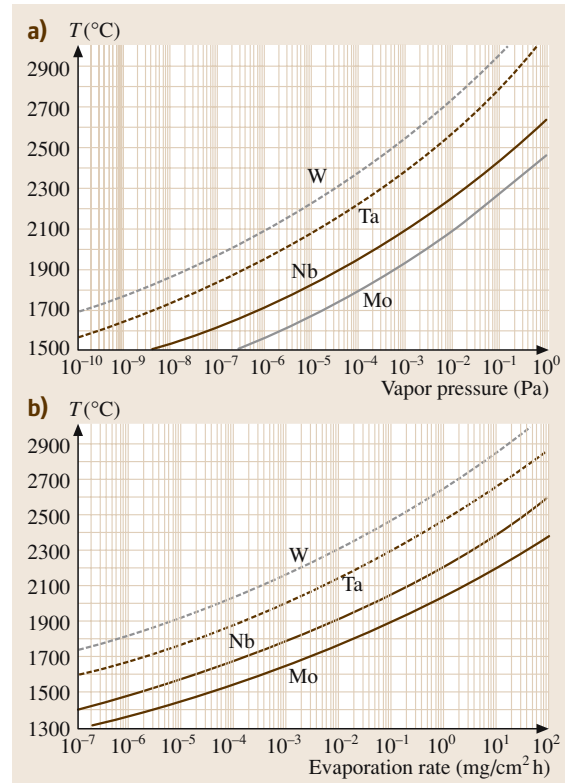 a) T (°C)
2900
2700
2500
2300
2100
1900
1700
1500
W
Ta
Nb
Mo
10⁻¹⁰ 10⁻⁹ 10⁻⁸ 10⁻⁷ 10⁻⁶ 10⁻⁵ 10⁻⁴ 10⁻³ 10⁻² 10⁻¹ 10⁰
Vapor pressure (Pa)
b) T (°C)
2900
2700
2500
2300
2100
1900
1700
1500
1300
W
Ta
Nb
Mo
10⁻⁷ 10⁻⁶ 10⁻⁵ 10⁻⁴ 10⁻³ 10⁻² 10⁻¹ 10⁰ 10¹ 10²
Evaporation rate (mg/cm² h)